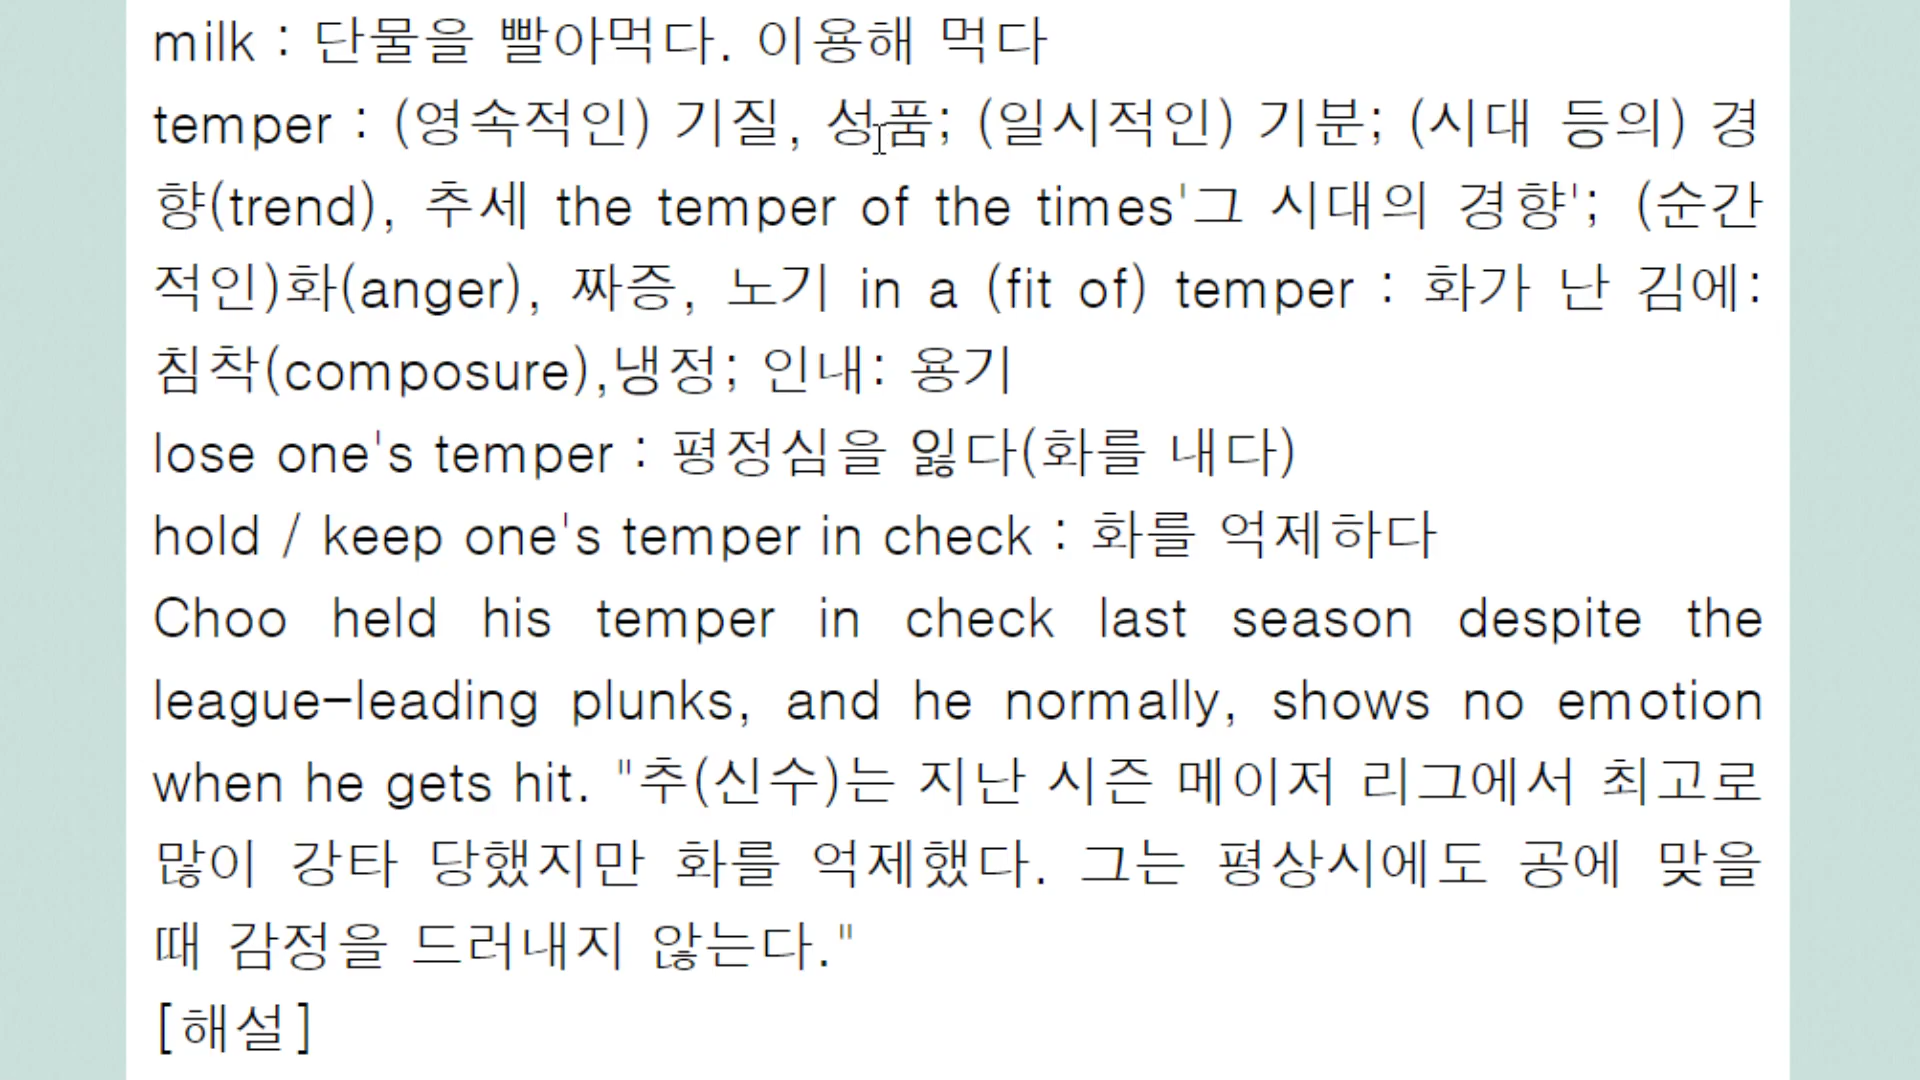 milk : 단물을 빨아먹다. 이용해 먹다
temper : (영속적인) 기질, 성품; (일시적인) 기분; (시대 등의) 경
향(trend), 추세 the temper of the times'그 시대의 경향'; (순간
적인)화(anger), 짜증, 노기 in a (fit of) temper : 화가 난 김에:
침착(composure),냉정; 인내: 용기
lose one's temper : 평정심을 잃다(화를 내다)
hold / keep one's temper in check : 화를 억제하다
Choo held his temper in check last season despite the
league-leading plunks, and he normally, shows no emotion
when he gets hit. "추(신수)는 지난 시즌 메이저 리그에서 최고로
많이 강타 당했지만 화를 억제했다. 그는 평상시에도 공에 맞을
때 감정을 드러내지 않는다."
[해설]